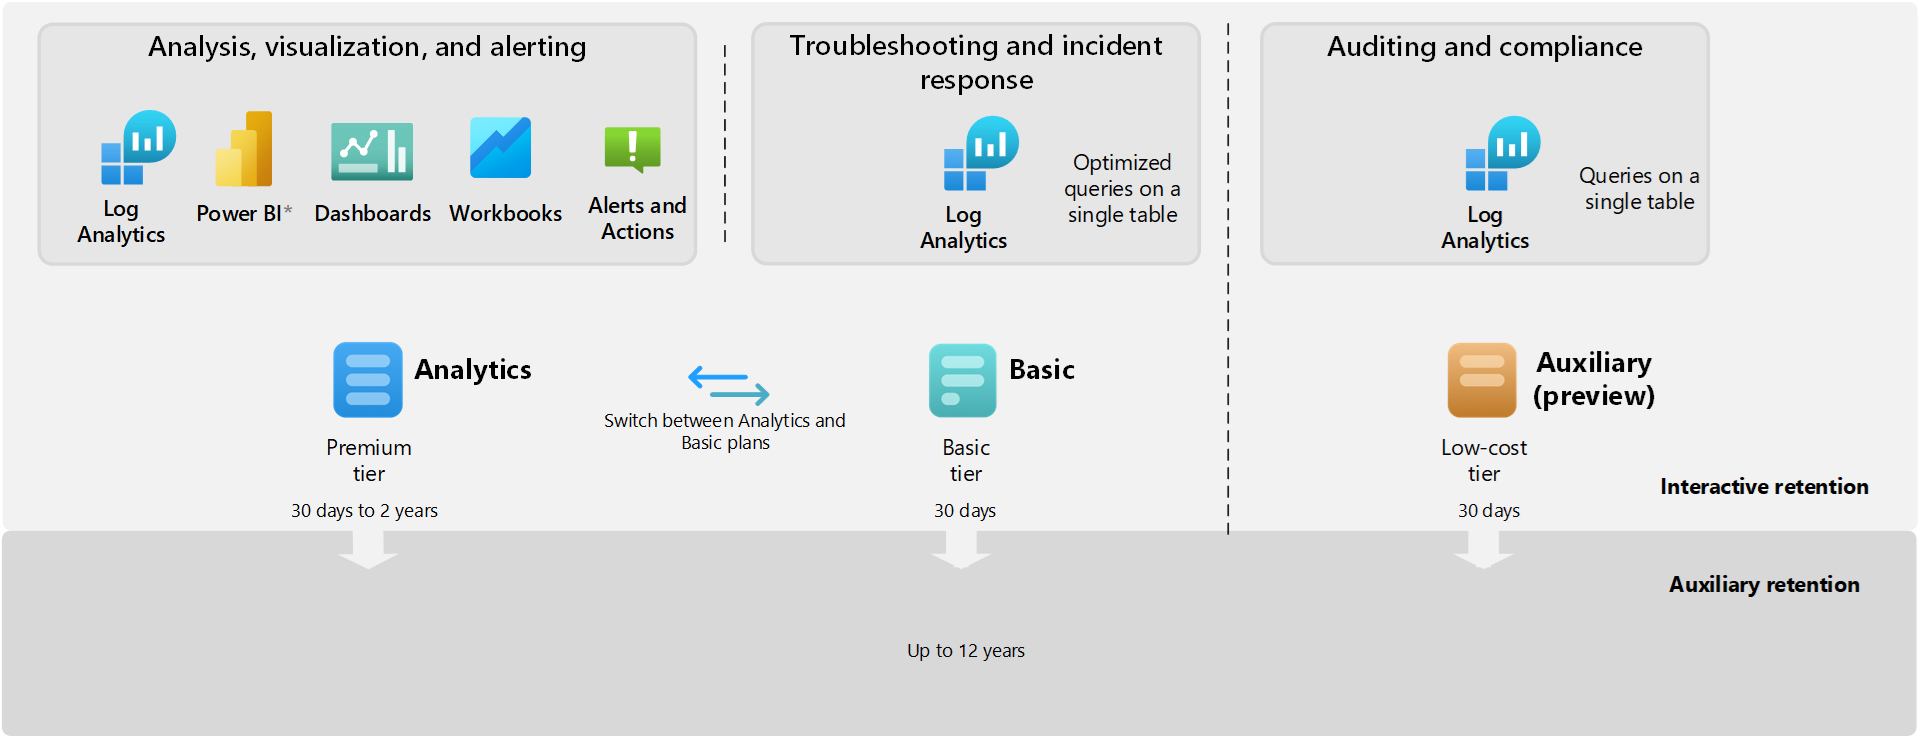 Analysis, visualization, and alerting
Log
Analytics
Power BI*
Dashboards
Workbooks
Alerts and
Actions
Troubleshooting and incident
response
Log
Analytics
Optimized
queries on a
single table
Auditing and compliance
Log
Analytics
Queries on a
single table
Analytics
Premium
tier
30 days to 2 years
Switch between Analytics and
Basic plans
Basic
Basic
tier
30 days
Auxiliary
(preview)
Low-cost
tier
30 days
Interactive retention
Auxiliary retention
Up to 12 years